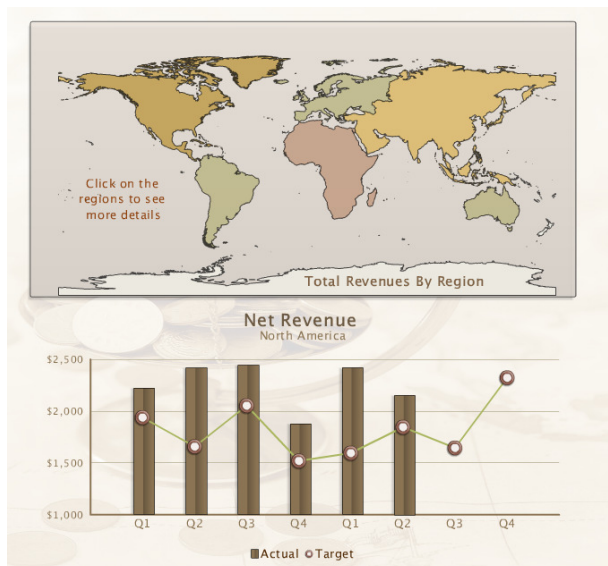 Click on the
regions to see
more details
Total Revenues By Region
Net Revenue
North America
$2,500
$2,000
$1,500
$1,000
Q1 Q2 Q3 Q4 Q1 Q2 Q3 Q4
Actual Target